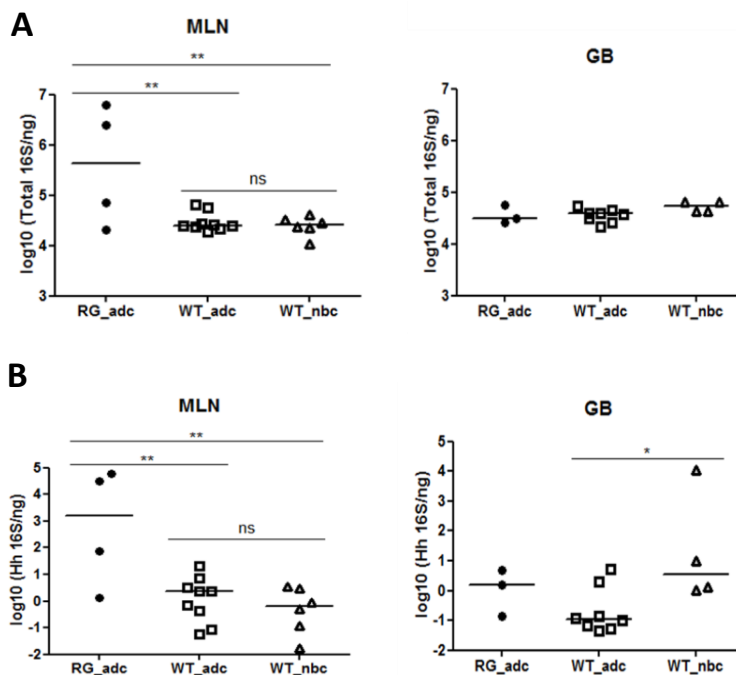 A
MLN
GB
**
**
ns
log10 (Total 16S/ng)
7
6
5
4
3
RG_adc WT_adc WT_nbc
log10 (Total 16S/ng)
7
6
5
4
3
RG_adc WT_adc WT_nbc
B
MLN
GB
**
**
ns
log10 (Hh 16S/ng)
5
4
3
2
1
0
-1
-2
RG_adc WT_adc WT_nbc
*
log10 (Hh 16S/ng)
5
4
3
2
1
0
-1
-2
RG_adc WT_adc WT_nbc